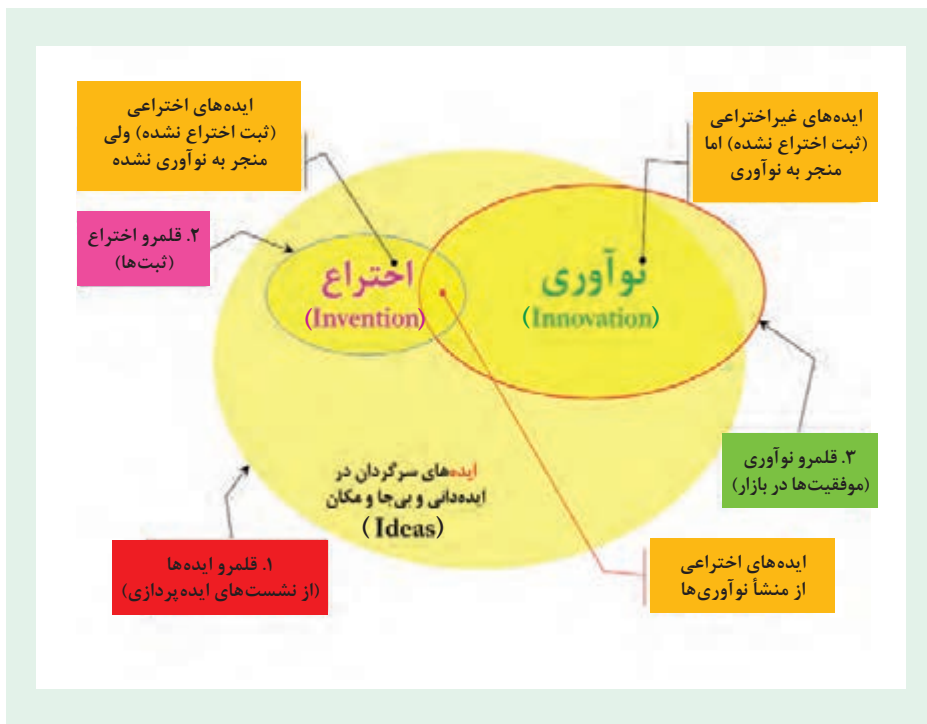 ایده‌های غیراختراعی
(ثبت اختراع نشده) اما
منجر به نوآوری
ایده‌های اختراعی
(ثبت اختراع نشده) ولی
منجر به نوآوری نشده
۲. قلمرو اختراع
(ثبت‌ها)
نوآوری
(Innovation)
اختراع
(Invention)
۳. قلمرو نوآوری
(موفقیت‌ها در بازار)
ایده‌های سرگردان در
ایده‌دانی و بی‌جا و مکان
(Ideas)
ایده‌های اختراعی
از منشأ نوآوری‌ها
۱. قلمرو ایده‌ها
(از نشست‌های ایده‌پردازی)